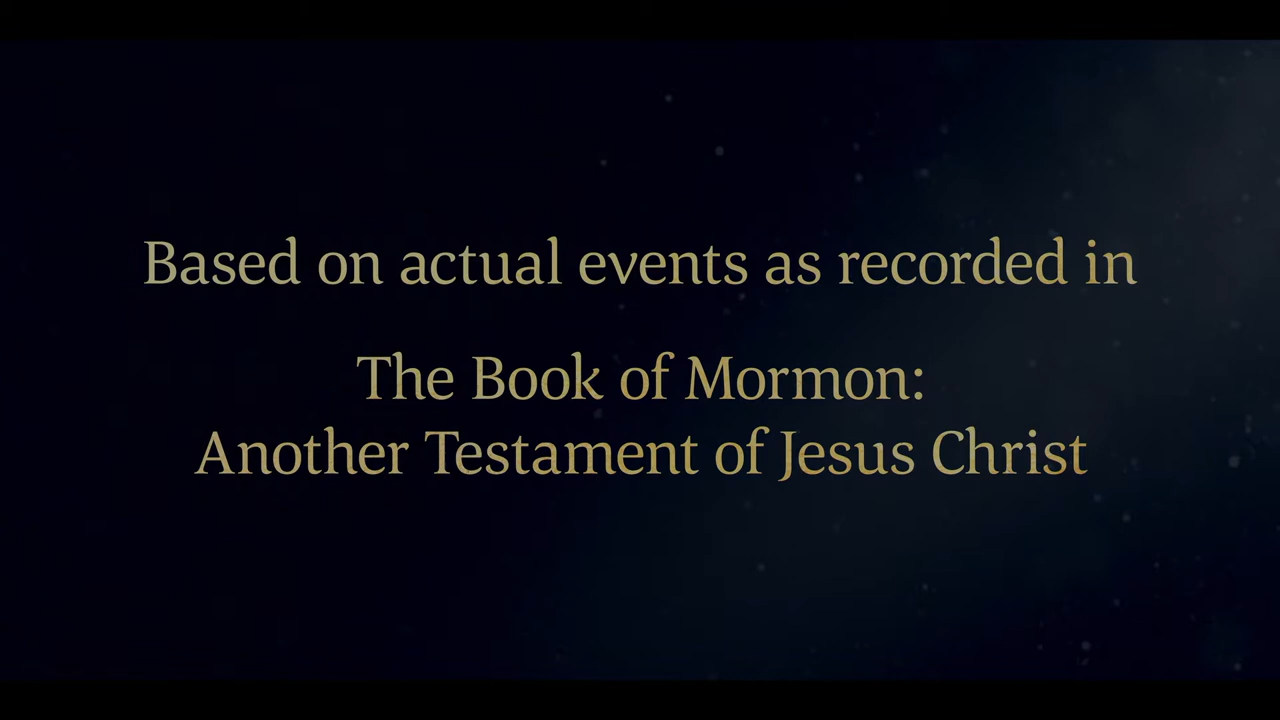 Based on actual events as recorded in
The Book of Mormon:
Another Testament of Jesus Christ